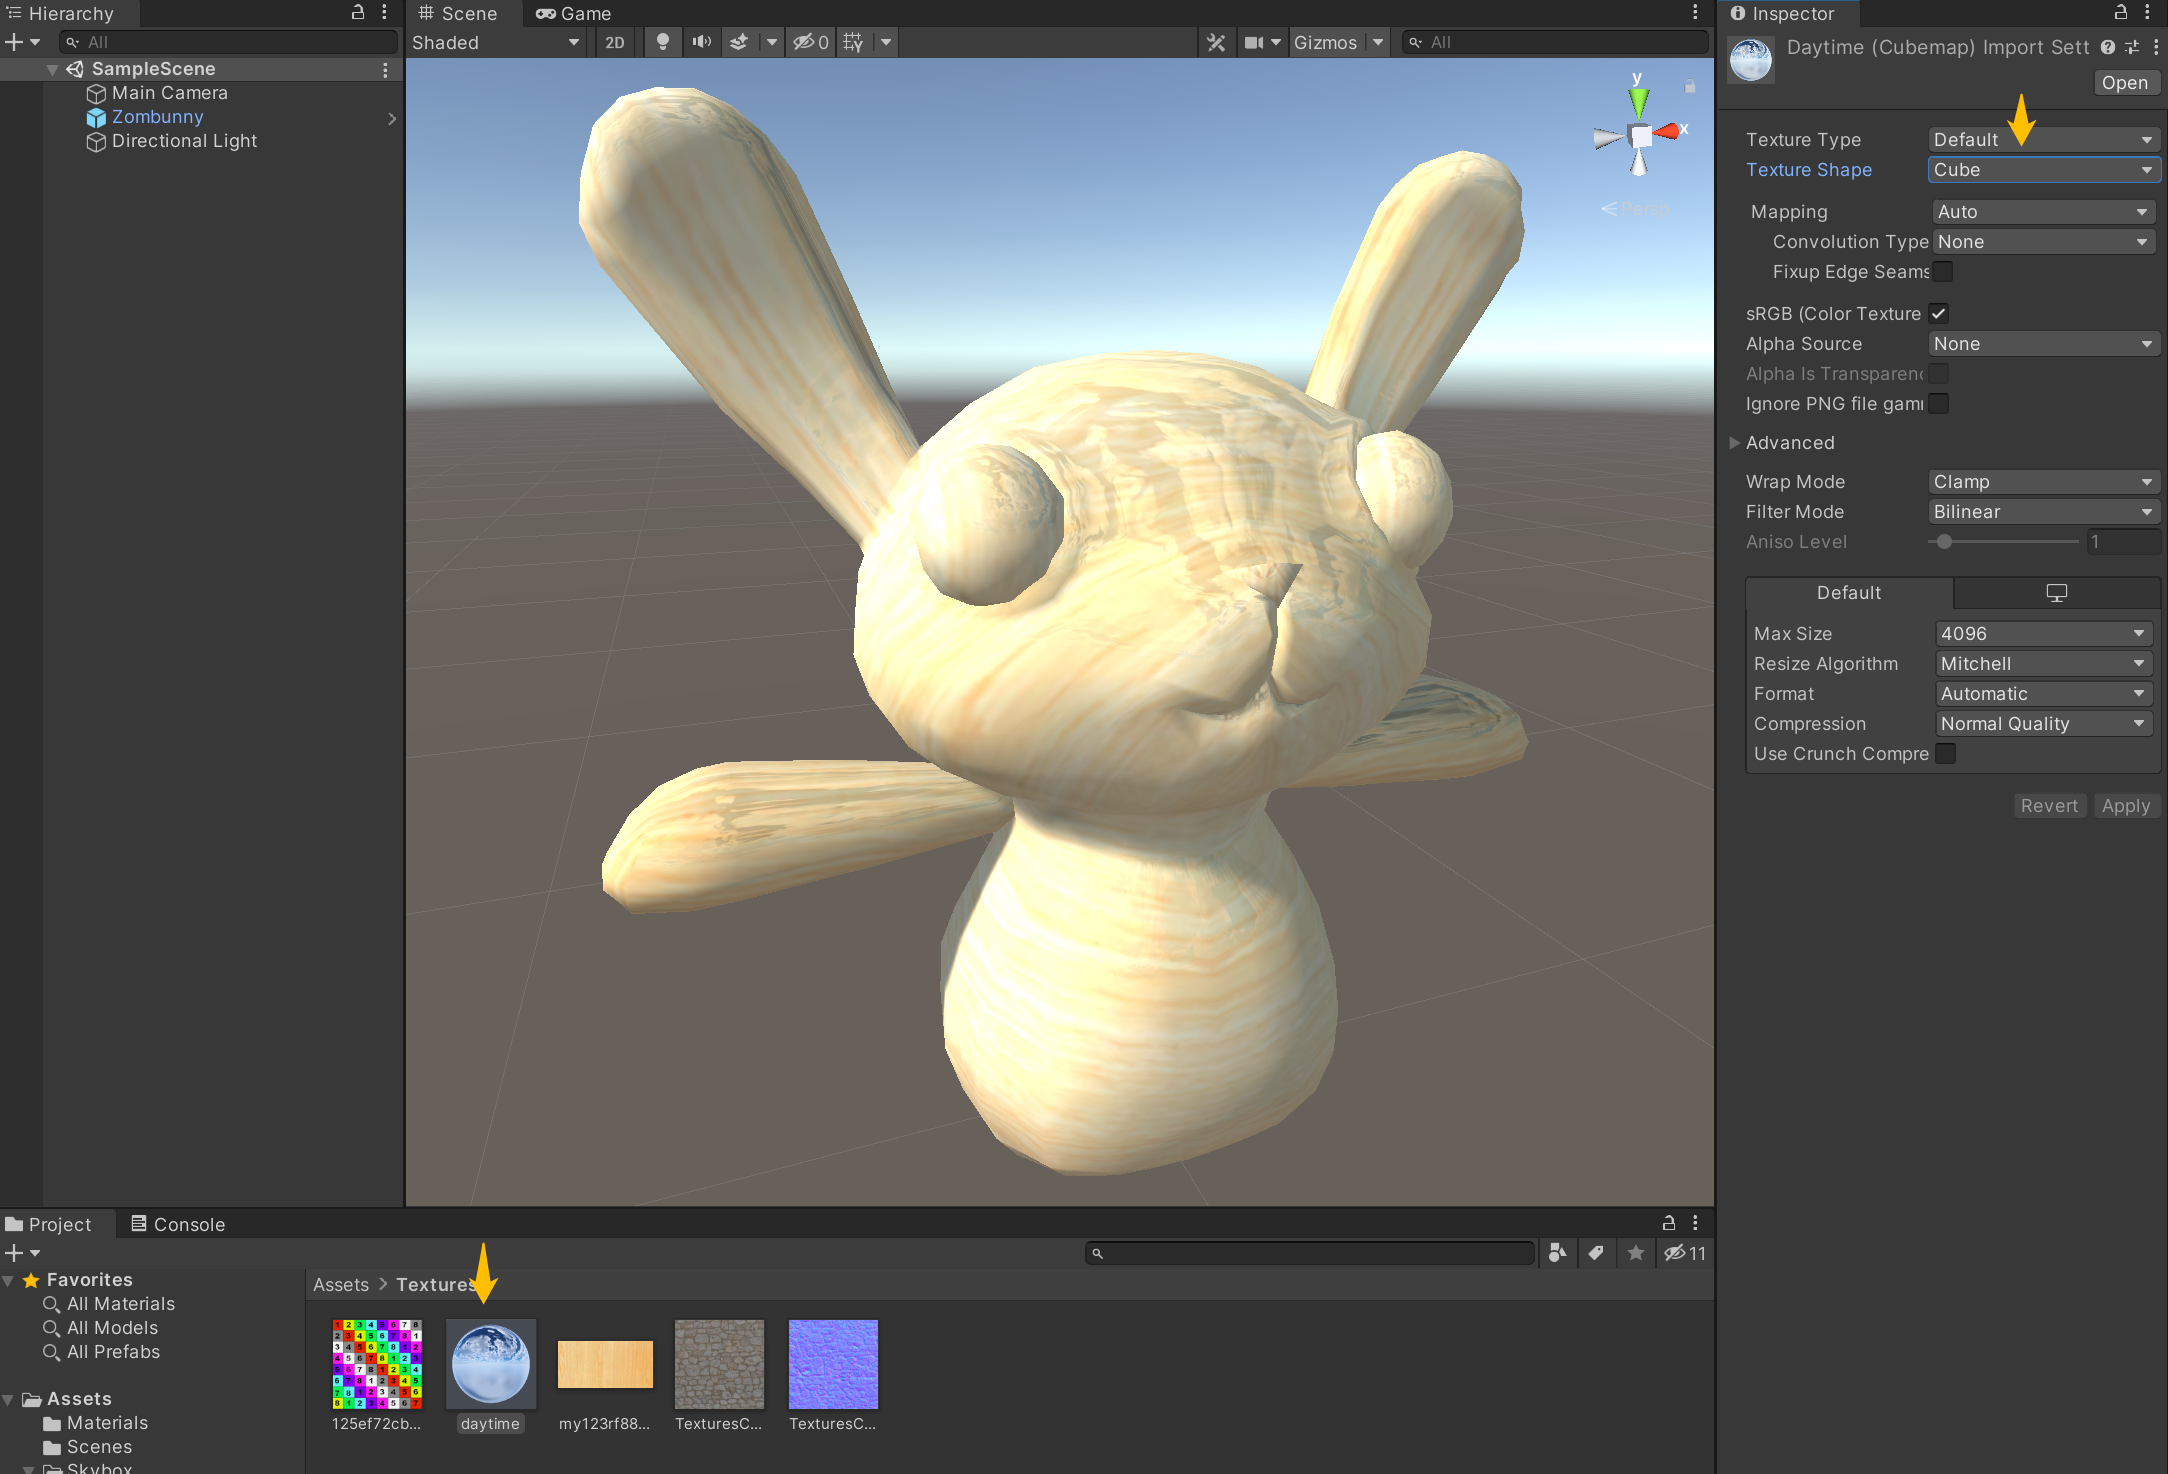 Hierarchy
All
SampleScene
Main Camera
Zombunny
Directional Light
Scene
Game
Shaded
2D
0
Gizmos
All
y
x
Persp
Inspector
Daytime (Cubemap) Import Sett
Open
Texture Type
Default
Texture Shape
Cube
Mapping
Auto
Convolution Type
None
Fixup Edge Seams
sRGB (Color Texture
Alpha Source
None
Alpha Is Transparenc
Ignore PNG file gam
Advanced
Wrap Mode
Clamp
Filter Mode
Bilinear
Aniso Level
1
Default
Max Size
4096
Resize Algorithm
Mitchell
Format
Automatic
Compression
Normal Quality
Use Crunch Compre
Revert
Apply
Project
Console
11
Favorites
All Materials
All Models
All Prefabs
Assets
Materials
Scenes
Skybox
Assets > Textures
125ef72cb...
daytime
my123rf88...
TexturesC...
TexturesC...